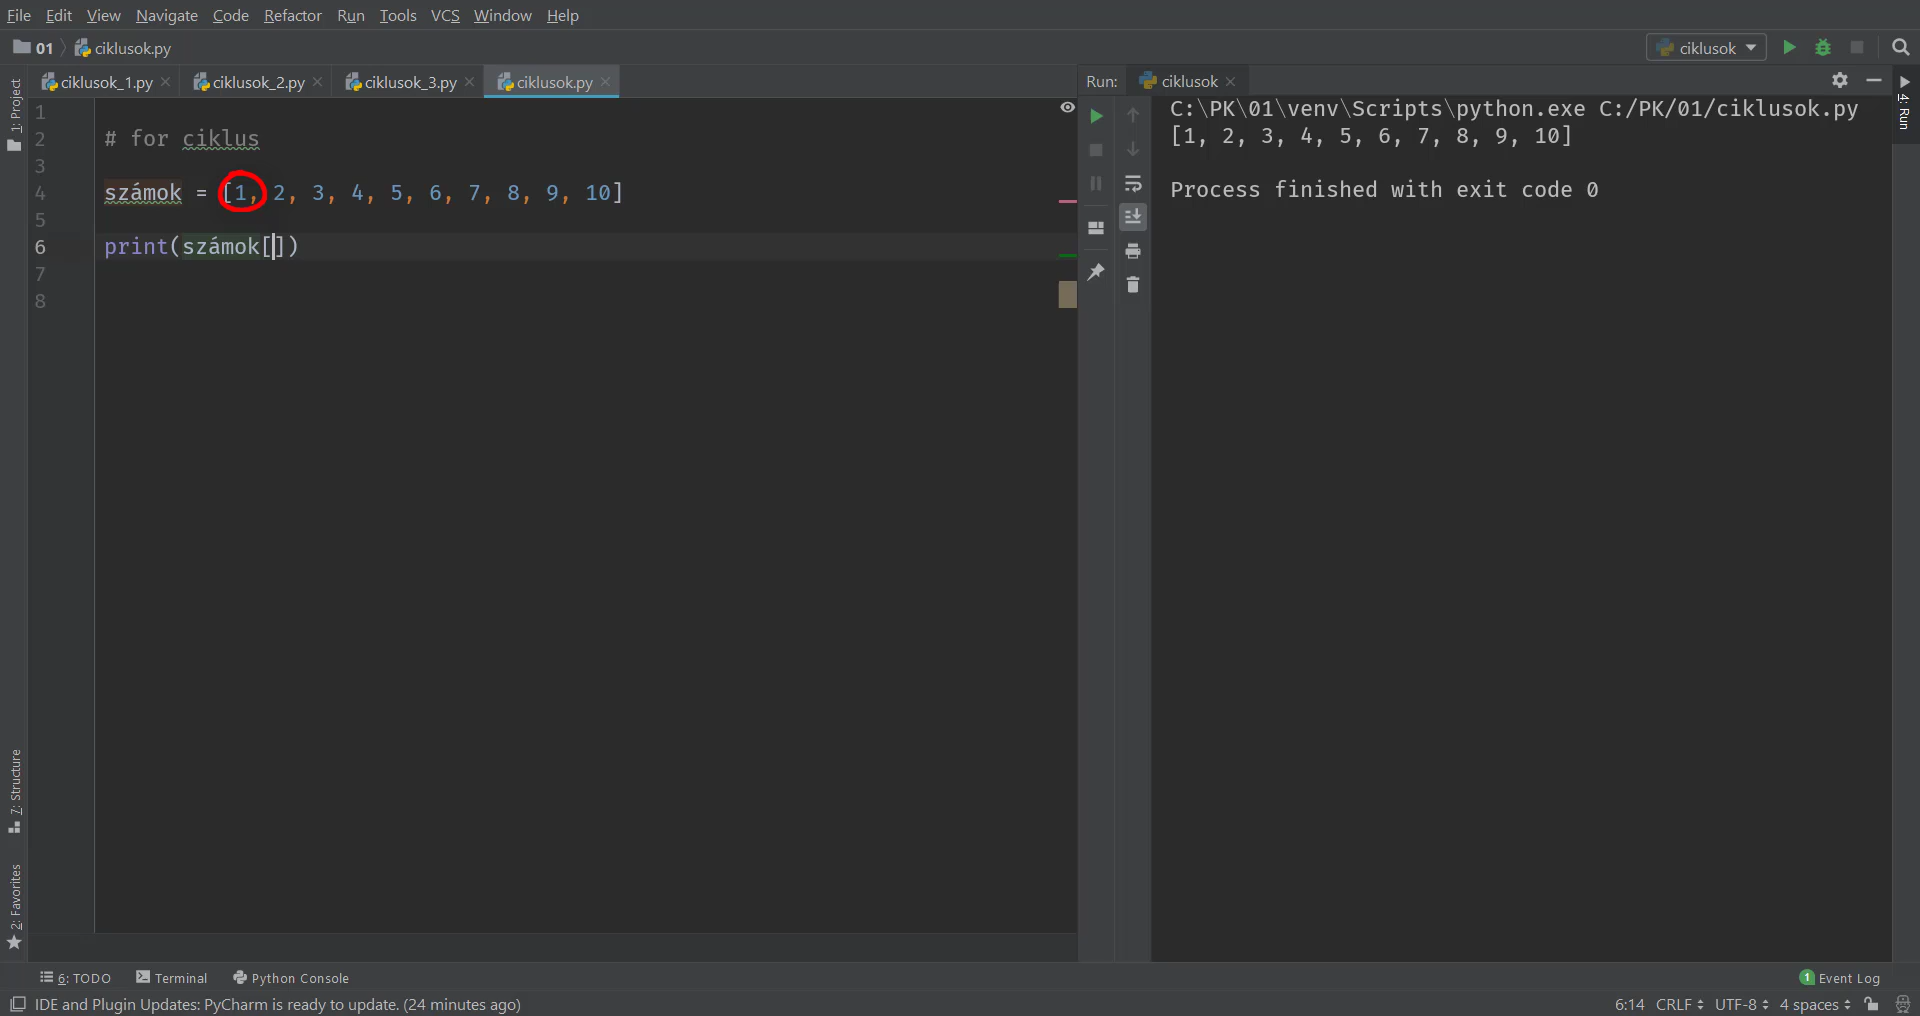 File Edit View Navigate Code Refactor Run Tools VCS Window Help
01 ciklusok.py ciklusok
ciklusok_1.py ciklusok_2.py ciklusok_3.py ciklusok.py
1: Project
1
2 # for ciklus
3
4 számok = [1, 2, 3, 4, 5, 6, 7, 8, 9, 10]
5
6 print(számok[])
7
8
Run: ciklusok
C:\PK\01\venv\Scripts\python.exe C:/PK/01/ciklusok.py
[1, 2, 3, 4, 5, 6, 7, 8, 9, 10]
Process finished with exit code 0
4: Run
7: Structure
2: Favorites
6: TODO Terminal Python Console 1 Event Log
IDE and Plugin Updates: PyCharm is ready to update. (24 minutes ago) 6:14 CRLF UTF-8 4 spaces